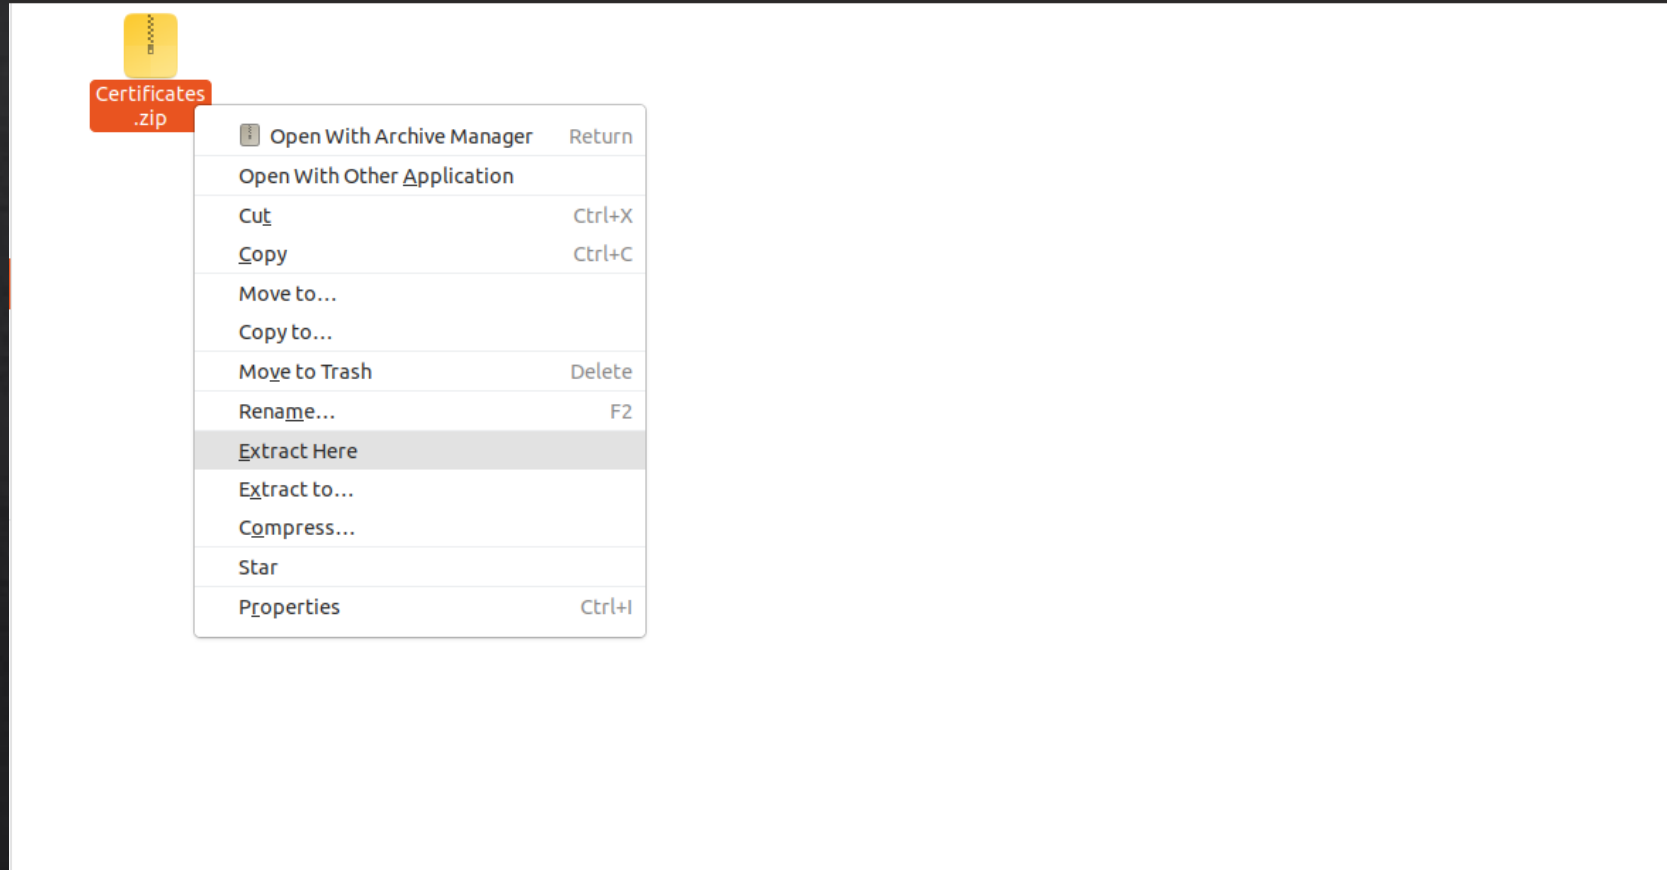 Certificates
.zip
Open With Archive Manager Return
Open With Other Application
Cut Ctrl+X
Copy Ctrl+C
Move to…
Copy to…
Move to Trash Delete
Rename… F2
Extract Here
Extract to…
Compress…
Star
Properties Ctrl+I